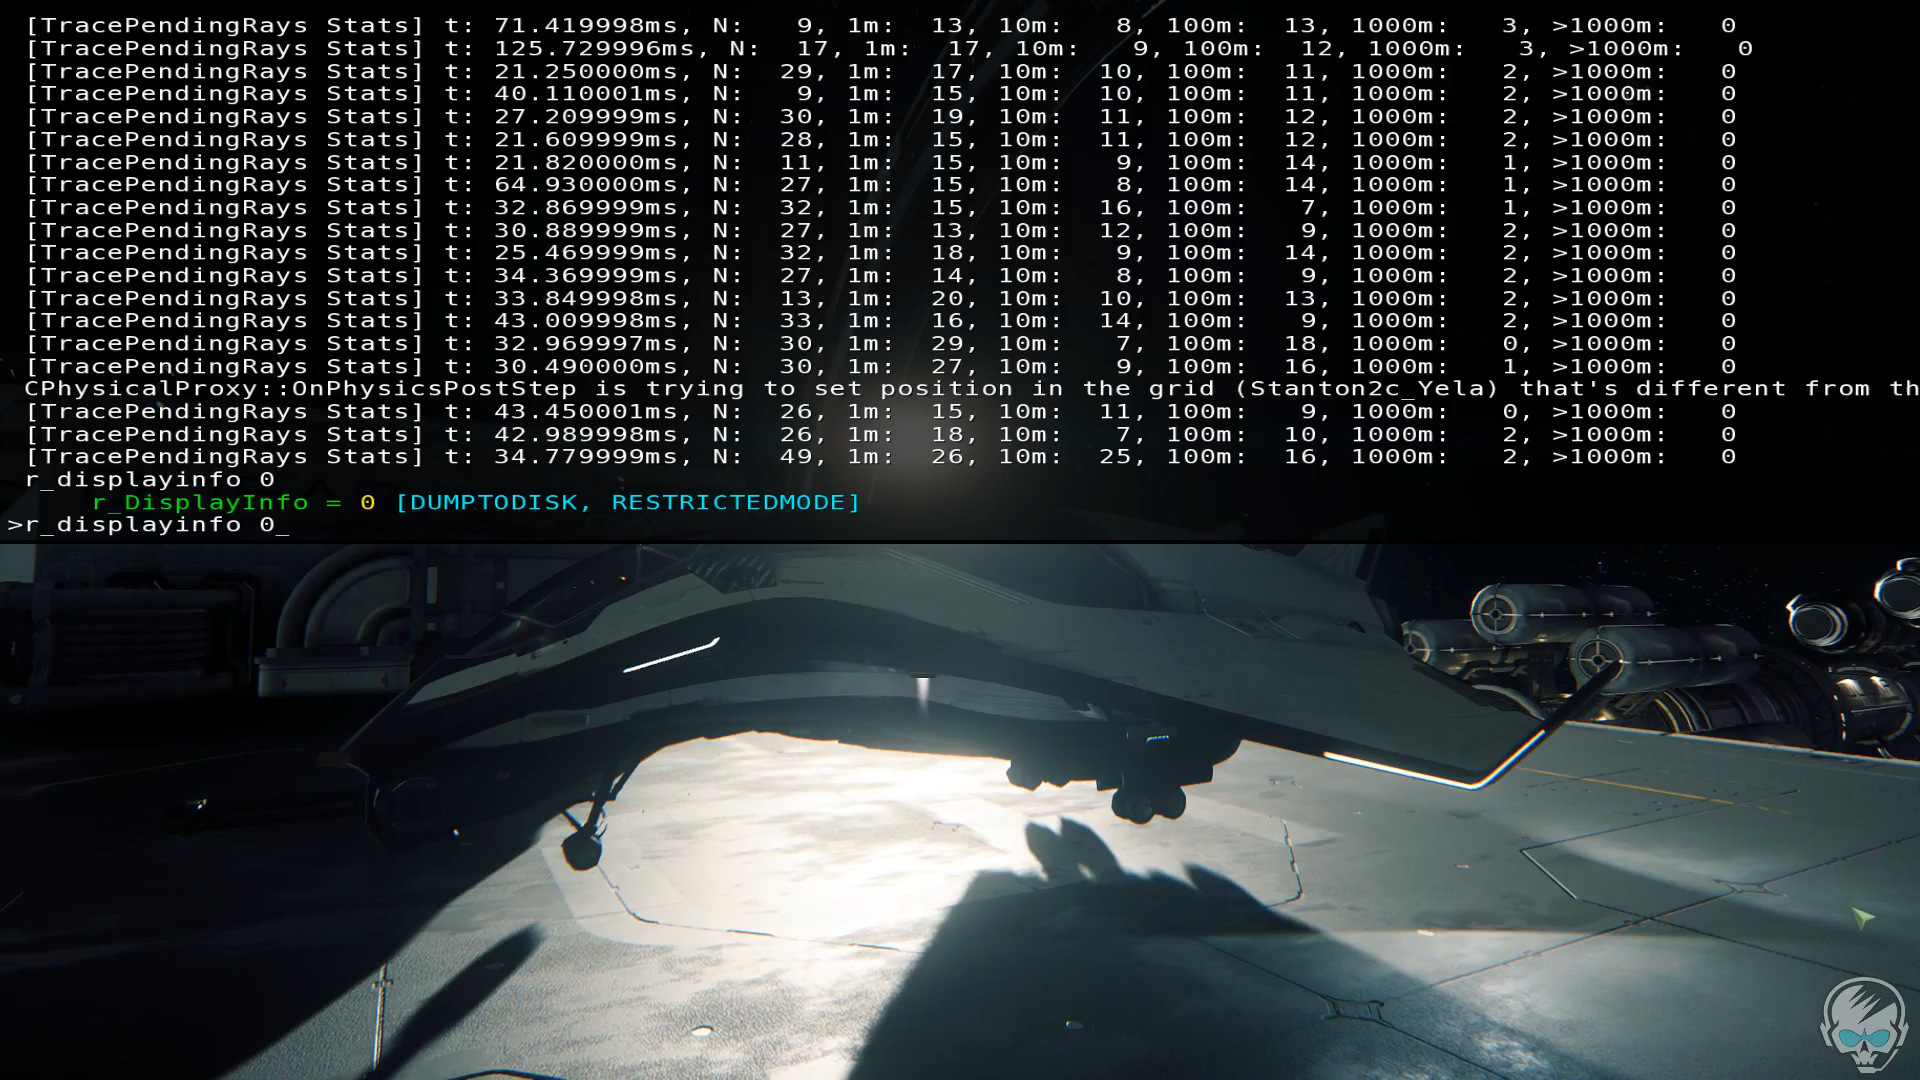 [TracePendingRays Stats] t: 71.419998ms, N:   9, 1m:  13, 10m:   8, 100m:  13, 1000m:   3, >1000m:   0
[TracePendingRays Stats] t: 125.729996ms, N:  17, 1m:  17, 10m:   9, 100m:  12, 1000m:   3, >1000m:   0
[TracePendingRays Stats] t: 21.250000ms, N:  29, 1m:  17, 10m:  10, 100m:  11, 1000m:   2, >1000m:   0
[TracePendingRays Stats] t: 40.110001ms, N:   9, 1m:  15, 10m:  10, 100m:  11, 1000m:   2, >1000m:   0
[TracePendingRays Stats] t: 27.209999ms, N:  30, 1m:  19, 10m:  11, 100m:  12, 1000m:   2, >1000m:   0
[TracePendingRays Stats] t: 21.609999ms, N:  28, 1m:  15, 10m:  11, 100m:  12, 1000m:   2, >1000m:   0
[TracePendingRays Stats] t: 21.820000ms, N:  11, 1m:  15, 10m:   9, 100m:  14, 1000m:   1, >1000m:   0
[TracePendingRays Stats] t: 64.930000ms, N:  27, 1m:  15, 10m:   8, 100m:  14, 1000m:   1, >1000m:   0
[TracePendingRays Stats] t: 32.869999ms, N:  32, 1m:  15, 10m:  16, 100m:   7, 1000m:   1, >1000m:   0
[TracePendingRays Stats] t: 30.889999ms, N:  27, 1m:  13, 10m:  12, 100m:   9, 1000m:   2, >1000m:   0
[TracePendingRays Stats] t: 25.469999ms, N:  32, 1m:  18, 10m:   9, 100m:  14, 1000m:   2, >1000m:   0
[TracePendingRays Stats] t: 34.369999ms, N:  27, 1m:  14, 10m:   8, 100m:   9, 1000m:   2, >1000m:   0
[TracePendingRays Stats] t: 33.849998ms, N:  13, 1m:  20, 10m:  10, 100m:  13, 1000m:   2, >1000m:   0
[TracePendingRays Stats] t: 43.009998ms, N:  33, 1m:  16, 10m:  14, 100m:   9, 1000m:   2, >1000m:   0
[TracePendingRays Stats] t: 32.969997ms, N:  30, 1m:  29, 10m:   7, 100m:  18, 1000m:   0, >1000m:   0
[TracePendingRays Stats] t: 30.490000ms, N:  30, 1m:  27, 10m:   9, 100m:  16, 1000m:   1, >1000m:   0
CPhysicalProxy::OnPhysicsPostStep is trying to set position in the grid (Stanton2c_Yela) that's different from th
[TracePendingRays Stats] t: 43.450001ms, N:  26, 1m:  15, 10m:  11, 100m:   9, 1000m:   0, >1000m:   0
[TracePendingRays Stats] t: 42.989998ms, N:  26, 1m:  18, 10m:   7, 100m:  10, 1000m:   2, >1000m:   0
[TracePendingRays Stats] t: 34.779999ms, N:  49, 1m:  26, 10m:  25, 100m:  16, 1000m:   2, >1000m:   0
r_displayinfo 0
r_DisplayInfo = 0 [DUMPTODISK, RESTRICTEDMODE]
>r_displayinfo 0_